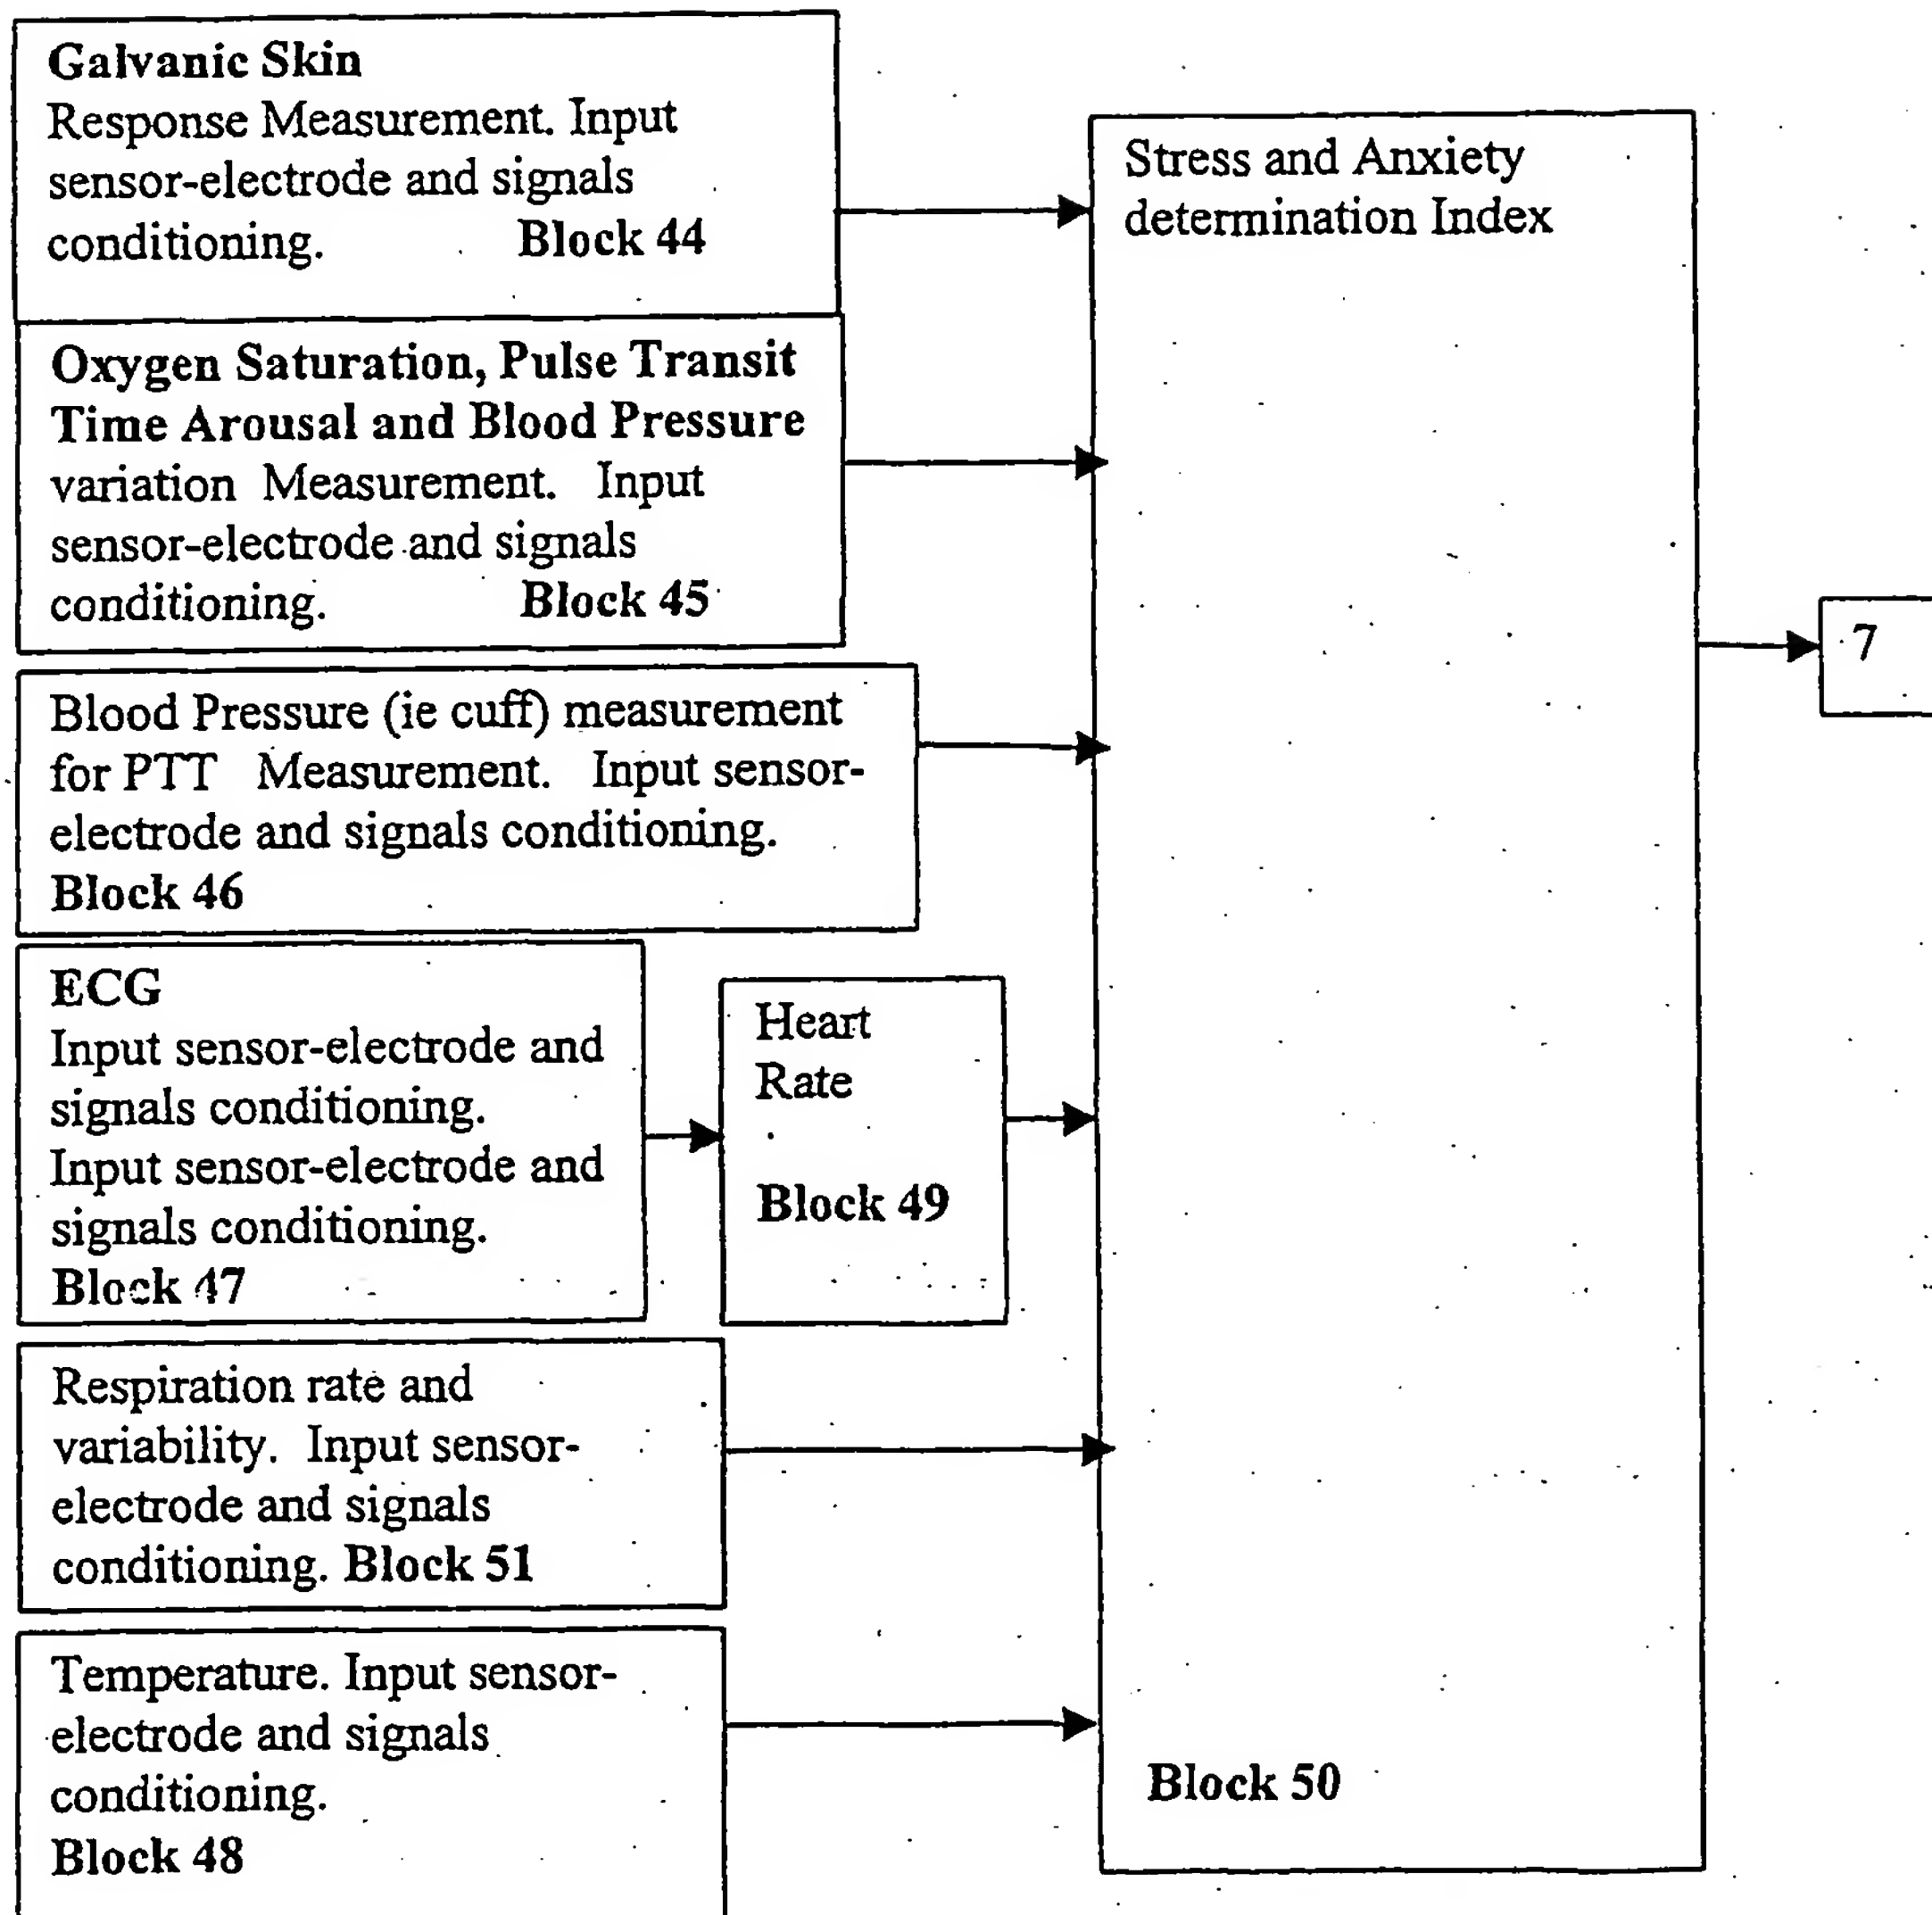 Galvanic Skin
Response Measurement. Input
sensor-electrode and signals
conditioning. Block 44
Stress and Anxiety
determination Index
Oxygen Saturation, Pulse Transit
Time Arousal and Blood Pressure
variation Measurement. Input
sensor-electrode and signals
conditioning. Block 45
7
Blood Pressure (ie cuff) measurement
for PTT Measurement. Input sensor-
electrode and signals conditioning.
Block 46
ECG
Input sensor-electrode and
signals conditioning.
Input sensor-electrode and
signals conditioning.
Block 47
Heart
Rate
Block 49
Respiration rate and
variability. Input sensor-
electrode and signals
conditioning. Block 51
Temperature. Input sensor-
electrode and signals
conditioning.
Block 48
Block 50